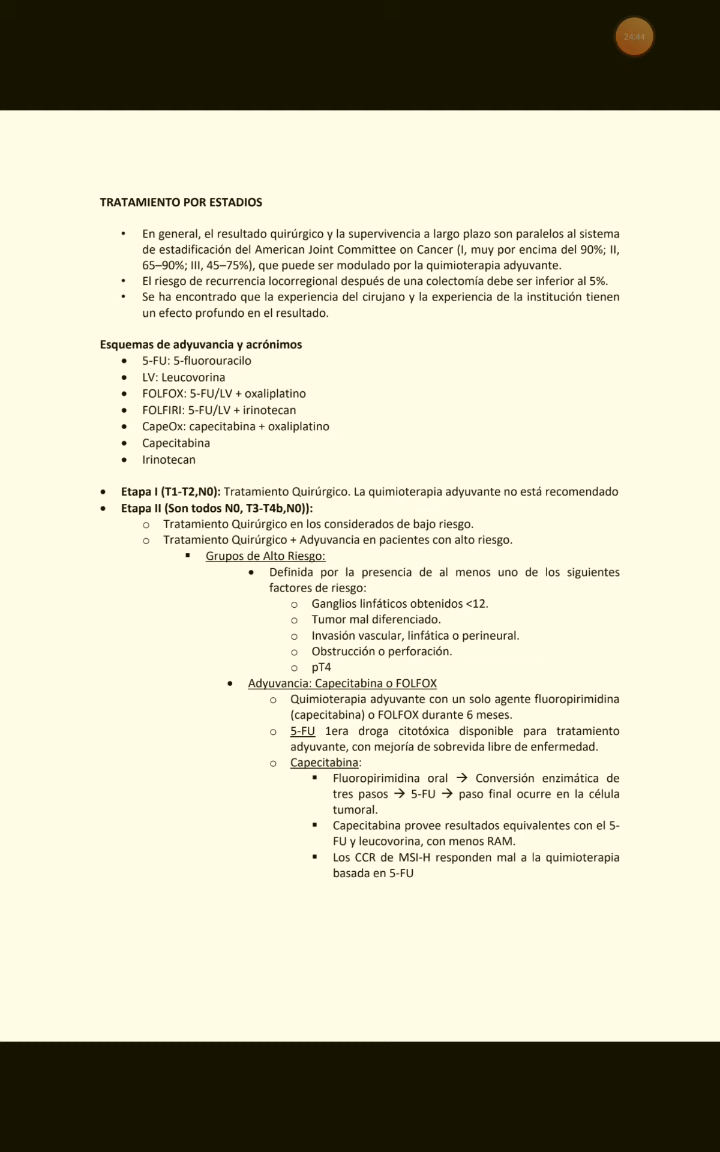 24:44
TRATAMIENTO POR ESTADIOS
• En general, el resultado quirúrgico y la supervivencia a largo plazo son paralelos al sistema
de estadificación del American Joint Committee on Cancer (I, muy por encima del 90%; II,
65–90%; III, 45–75%), que puede ser modulado por la quimioterapia adyuvante.
• El riesgo de recurrencia locorregional después de una colectomía debe ser inferior al 5%.
• Se ha encontrado que la experiencia del cirujano y la experiencia de la institución tienen
un efecto profundo en el resultado.
Esquemas de adyuvancia y acrónimos
• 5-FU: 5-fluorouracilo
• LV: Leucovorina
• FOLFOX: 5-FU/LV + oxaliplatino
• FOLFIRI: 5-FU/LV + irinotecan
• CapeOx: capecitabina + oxaliplatino
• Capecitabina
• Irinotecan
• Etapa I (T1-T2,N0): Tratamiento Quirúrgico. La quimioterapia adyuvante no está recomendado
• Etapa II (Son todos N0, T3-T4b,N0)):
o Tratamiento Quirúrgico en los considerados de bajo riesgo.
o Tratamiento Quirúrgico + Adyuvancia en pacientes con alto riesgo.
▪ Grupos de Alto Riesgo:
• Definida por la presencia de al menos uno de los siguientes
factores de riesgo:
o Ganglios linfáticos obtenidos <12.
o Tumor mal diferenciado.
o Invasión vascular, linfática o perineural.
o Obstrucción o perforación.
o pT4
• Adyuvancia: Capecitabina o FOLFOX
o Quimioterapia adyuvante con un solo agente fluoropirimidina
(capecitabina) o FOLFOX durante 6 meses.
o 5-FU 1era droga citotóxica disponible para tratamiento
adyuvante, con mejoría de sobrevida libre de enfermedad.
o Capecitabina:
▪ Fluoropirimidina oral → Conversión enzimática de
tres pasos → 5-FU → paso final ocurre en la célula
tumoral.
▪ Capecitabina provee resultados equivalentes con el 5-
FU y leucovorina, con menos RAM.
▪ Los CCR de MSI-H responden mal a la quimioterapia
basada en 5-FU